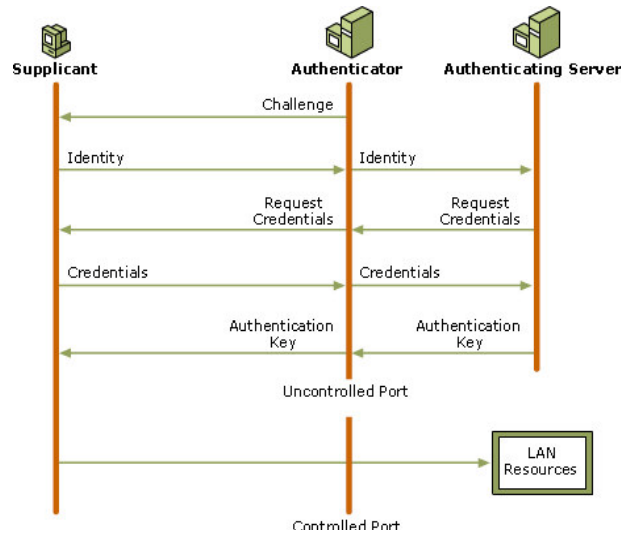 Supplicant
Authenticator
Authenticating Server
Challenge
Identity
Identity
Request
Credentials
Request
Credentials
Credentials
Credentials
Authentication
Key
Authentication
Key
Uncontrolled Port
LAN
Resources
Controlled Port